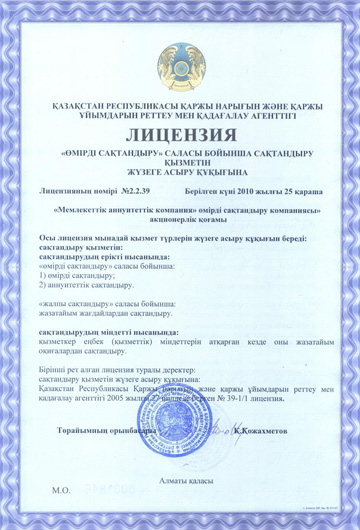 ҚАЗАҚСТАН РЕСПУБЛИКАСЫ ҚАРЖЫ НАРЫҒЫН ЖӘНЕ ҚАРЖЫ
ҰЙЫМДАРЫН РЕТТЕУ МЕН ҚАДАҒАЛАУ АГЕНТТІГІ
ЛИЦЕНЗИЯ
«ӨМІРДІ САҚТАНДЫРУ» САЛАСЫ БОЙЫНША САҚТАНДЫРУ
ҚЫЗМЕТІН
ЖҮЗЕГЕ АСЫРУ ҚҰҚЫҒЫНА
Лицензияның нөмірі №2.2.39 Берілген күні 2010 жылғы 25 қараша
«Мемлекеттік аннуитеттік компания» өмірді сақтандыру компаниясы»
акционерлік қоғамы
Осы лицензия мынадай қызмет түрлерін жүзеге асыру құқығын береді:
сақтандыру қызметін:
сақтандырудың ерікті нысанында:
«өмірді сақтандыру» саласы бойынша:
1) өмірді сақтандыру;
2) аннуитеттік сақтандыру.
«жалпы сақтандыру» саласы бойынша:
жазатайым жағдайлардан сақтандыру.
сақтандырудың міндетті нысанында:
қызметкер еңбек (қызметтік) міндеттерін атқарған кезде оны жазатайым
оқиғалардан сақтандыру.
Бірінші рет алған лицензия туралы деректер:
сақтандыру қызметін жүзеге асыру құқығына:
Қазақстан Республикасы Қаржы нарығын және қаржы ұйымдарын реттеу мен
қадағалау агенттігі 2005 жылғы 27 шілдеде берген № 39-1/1 лицензия.
Төрайымның орынбасары Қ.Қожахметов
Алматы қаласы
М.О.